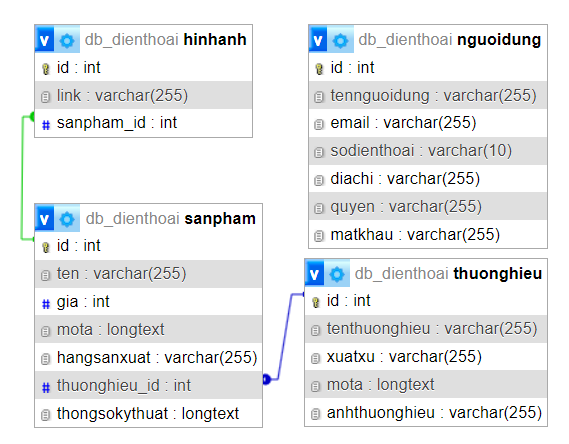 v db_dienthoai hinhanh
id : int
link : varchar(255)
# sanpham_id : int
v db_dienthoai nguoidung
id : int
tennguoidung : varchar(255)
email : varchar(255)
sodienthoai : varchar(10)
diachi : varchar(255)
quyen : varchar(255)
matkhau : varchar(255)
v db_dienthoai sanpham
id : int
ten : varchar(255)
# gia : int
mota : longtext
hangsanxuat : varchar(255)
# thuonghieu_id : int
thongsokythuat : longtext
v db_dienthoai thuonghieu
id : int
tenthuonghieu : varchar(255)
xuatxu : varchar(255)
mota : longtext
anhthuonghieu : varchar(255)